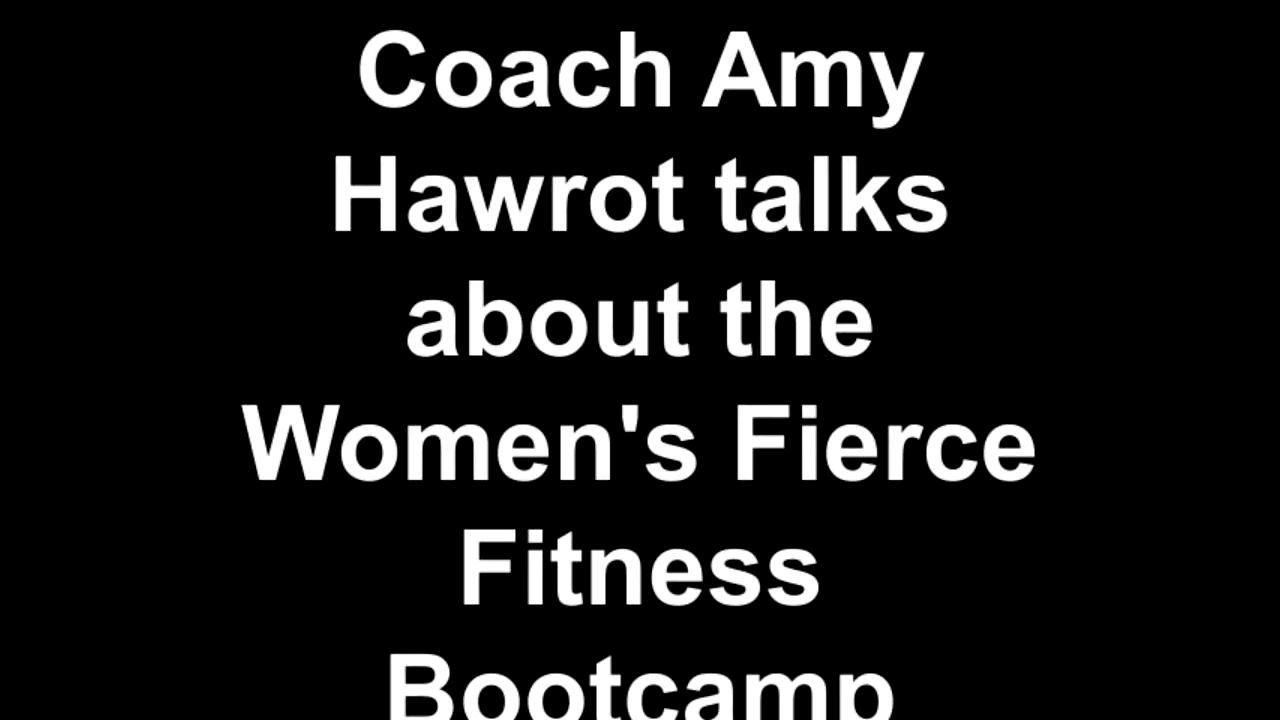 Coach Amy
Hawrot talks
about the
Women's Fierce
Fitness
Bootcamp